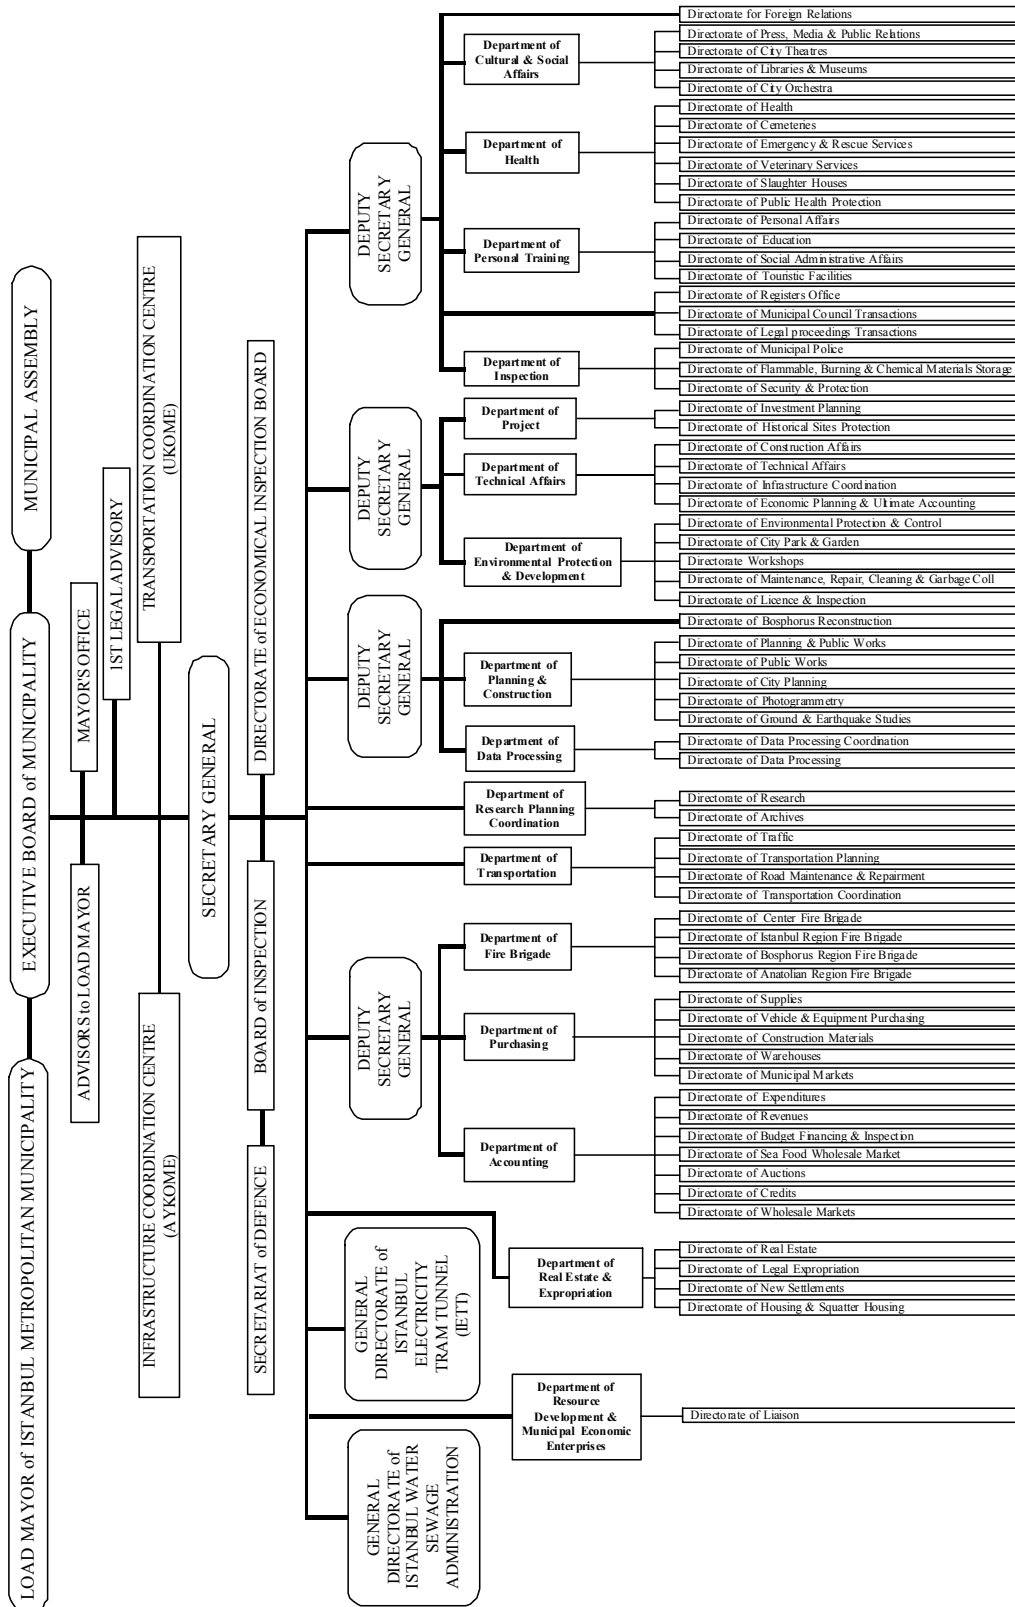 LOAD MAYOR of ISTANBUL METROPOLITAN MUNICIPALITY
EXECUTIVE BOARD of MUNICIPALITY
MUNICIPAL ASSEMBLY
ADVISORS to LOAD MAYOR
MAYOR'S OFFICE
1ST LEGAL ADVISORY
INFRASTRUCTURE COORDINATION CENTRE
(AYKOME)
TRANSPORTATION COORDINATION CENTRE
(UKOME)
SECRETARY GENERAL
SECRETARIAT of DEFENCE
BOARD of INSPECTION
DIRECTORATE of ECONOMICAL INSPECTION BOARD
DEPUTY
SECRETARY
GENERAL
Directorate for Foreign Relations
Department of
Cultural & Social
Affairs
Directorate of Press, Media & Public Relations
Directorate of City Theatres
Directorate of Libraries & Museums
Directorate of City Orchestra
Department of
Health
Directorate of Health
Directorate of Cemeteries
Directorate of Emergency & Rescue Services
Directorate of Veterinary Services
Directorate of Slaughter Houses
Directorate of Public Health Protection
Department of
Personal Training
Directorate of Personal Affairs
Directorate of Education
Directorate of Social Administrative Affairs
Directorate of Touristic Facilities
Directorate of Registers Office
Directorate of Municipal Council Transactions
Directorate of Legal proceedings Transactions
Department of
Inspection
Directorate of Municipal Police
Directorate of Flammable, Burning & Chemical Materials Storage
Directorate of Security & Protection
DEPUTY
SECRETARY
GENERAL
Department of
Project
Directorate of Investment Planning
Directorate of Historical Sites Protection
Department of
Technical Affairs
Directorate of Construction Affairs
Directorate of Technical Affairs
Directorate of Infrastructure Coordination
Directorate of Economic Planning & Ultimate Accounting
Department of
Environmental Protection
& Development
Directorate of Environmental Protection & Control
Directorate of City Park & Garden
Directorate Workshops
Directorate of Maintenance, Repair, Cleaning & Garbage Coll
Directorate of Licence & Inspection
DEPUTY
SECRETARY
GENERAL
Directorate of Bosphorus Reconstruction
Department of
Planning &
Construction
Directorate of Planning & Public Works
Directorate of Public Works
Directorate of City Planning
Directorate of Photogrammetry
Directorate of Ground & Earthquake Studies
Department of
Data Processing
Directorate of Data Processing Coordination
Directorate of Data Processing
Department of
Research Planning
Coordination
Directorate of Research
Directorate of Archives
Department of
Transportation
Directorate of Traffic
Directorate of Transportation Planning
Directorate of Road Maintenance & Repairment
Directorate of Transportation Coordination
DEPUTY
SECRETARY
GENERAL
Department of
Fire Brigade
Directorate of Center Fire Brigade
Directorate of Istanbul Region Fire Brigade
Directorate of Bosphorus Region Fire Brigade
Directorate of Anatolian Region Fire Brigade
Department of
Purchasing
Directorate of Supplies
Directorate of Vehicle & Equipment Purchasing
Directorate of Construction Materials
Directorate of Warehouses
Directorate of Municipal Markets
Department of
Accounting
Directorate of Expenditures
Directorate of Revenues
Directorate of Budget Financing & Inspection
Directorate of Sea Food Wholesale Market
Directorate of Auctions
Directorate of Credits
Directorate of Wholesale Markets
Department of
Real Estate &
Expropriation
Directorate of Real Estate
Directorate of Legal Expropriation
Directorate of New Settlements
Directorate of Housing & Squatter Housing
GENERAL
DIRECTORATE of
ISTANBUL
ELECTRICITY
TRAM TUNNEL
(IETT)
Department of
Resource
Development &
Municipal Economic
Enterprises
Directorate of Liaison
GENERAL
DIRECTORATE of
ISTANBUL WATER
SEWAGE
ADMINISTRATION